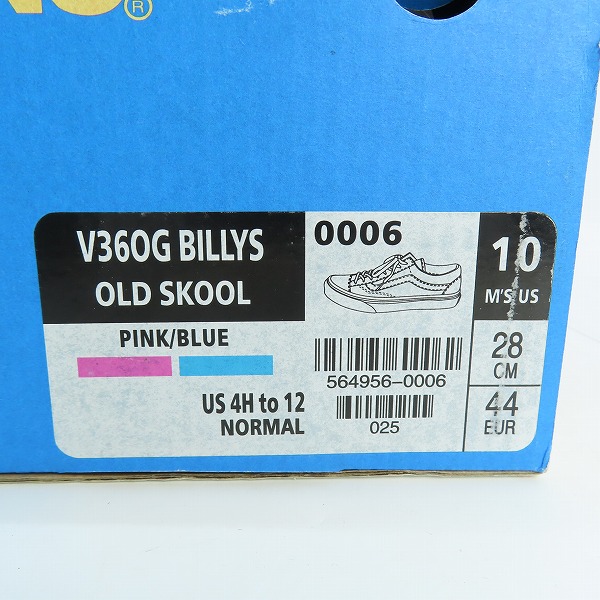 ®
V36OG BILLYS
OLD SKOOL
PINK/BLUE
US 4H to 12
NORMAL
0006
564956-0006
025
10
M'S US
28
CM
44
EUR